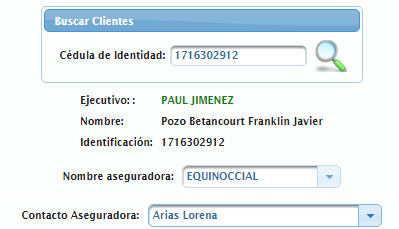 Buscar Clientes
Cédula de Identidad: 1716302912
Ejecutivo: : PAUL JIMENEZ
Nombre: Pozo Betancourt Franklin Javier
Identificación: 1716302912
Nombre aseguradora: EQUINOCCIAL
Contacto Aseguradora: Arias Lorena